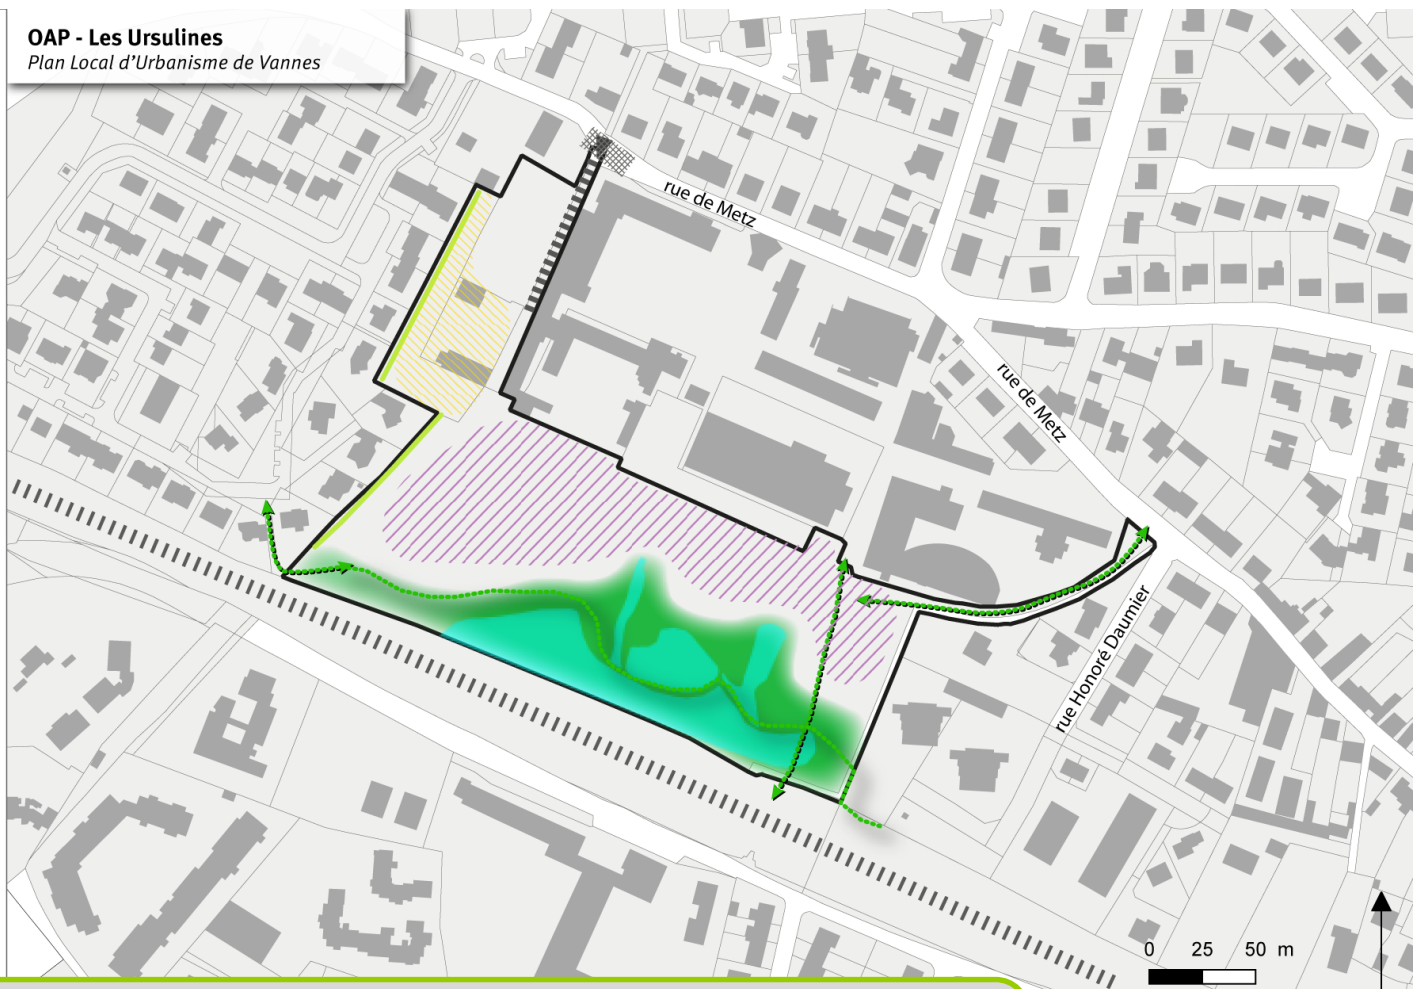 OAP - Les Ursulines
Plan Local d'Urbanisme de Vannes
rue de Metz
rue de Metz
rue Honoré Daumier
0 25 50 m